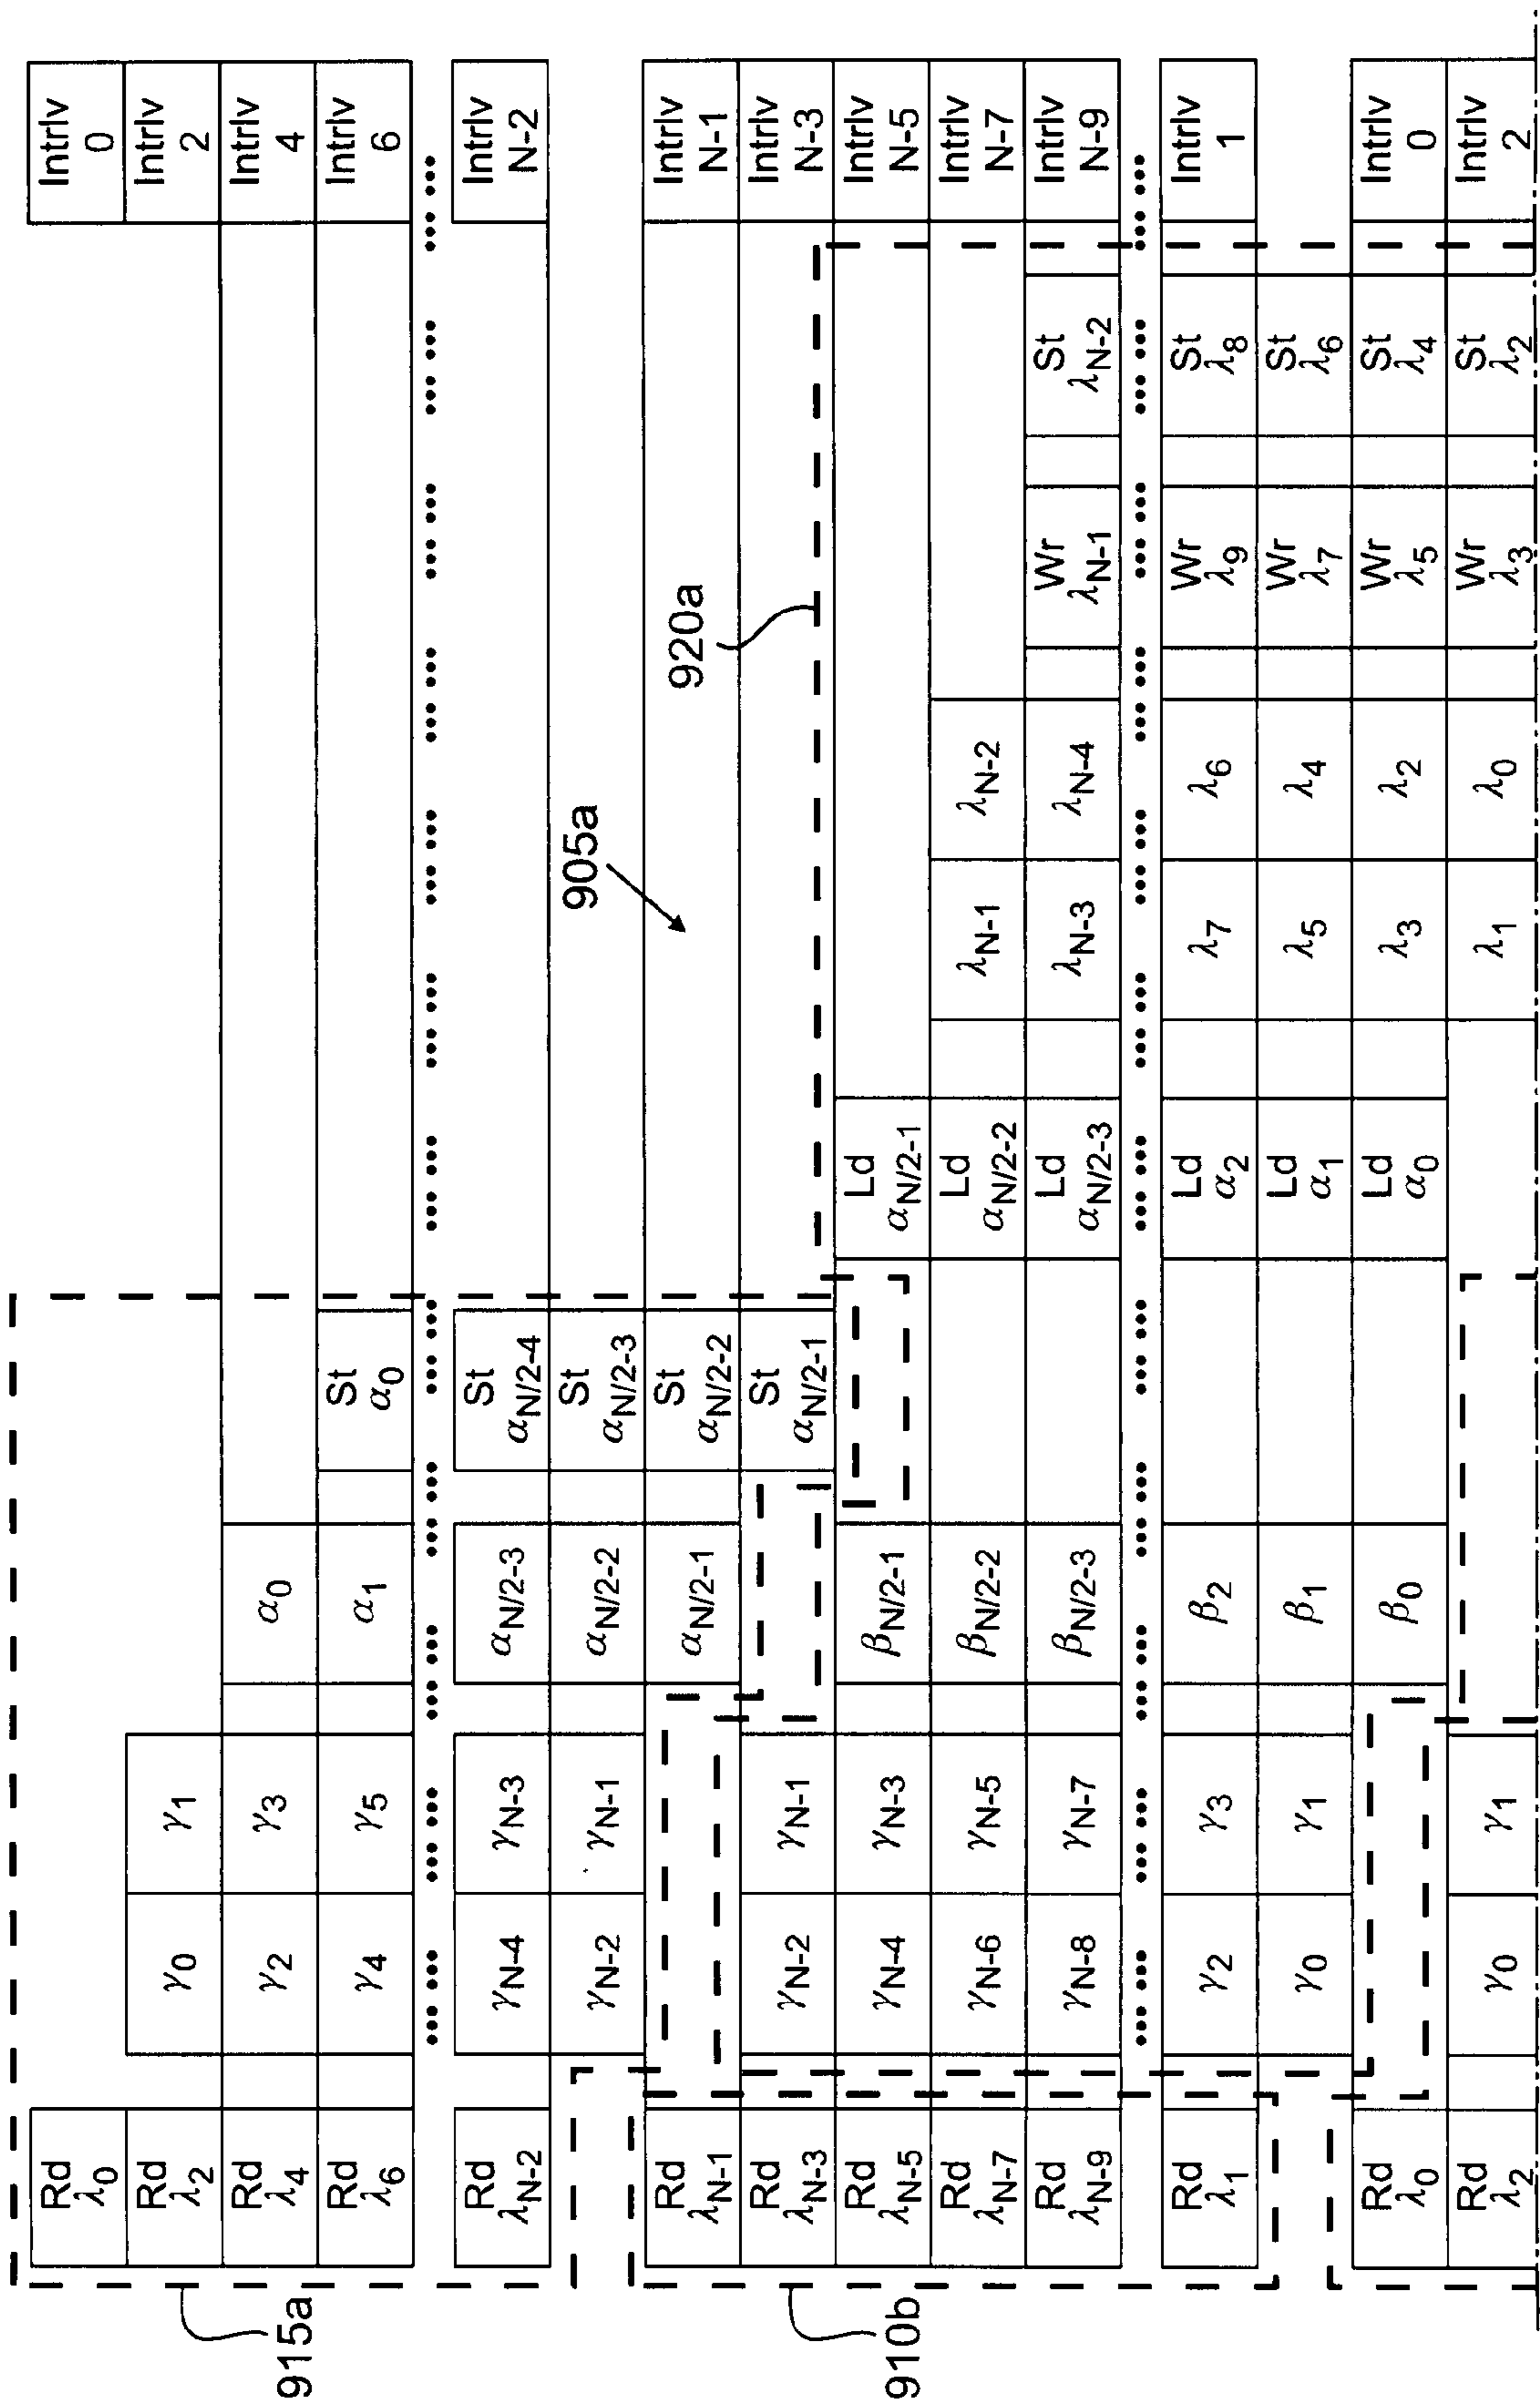 915a
Rd λ0 Intrlv 0
Rd λ2 γ0 γ1 Intrlv 2
Rd λ4 γ2 γ3 α0 Intrlv 4
Rd λ6 γ4 γ5 α1 St α0 Intrlv 6
Rd λN-2 γN-4 γN-3 αN/2-3 St αN/2-4 Intrlv N-2
γN-2 γN-1 αN/2-2 St αN/2-3
905a
920a
910b
Rd λN-1 αN/2-1 St αN/2-2 Intrlv N-1
Rd λN-3 γN-2 γN-1 St αN/2-1 Intrlv N-3
Rd λN-5 γN-4 γN-3 βN/2-1 Ld αN/2-1 Intrlv N-5
Rd λN-7 γN-6 γN-5 βN/2-2 Ld αN/2-2 λN-1 λN-2 Intrlv N-7
Rd λN-9 γN-8 γN-7 βN/2-3 Ld αN/2-3 λN-3 λN-4 Wr λN-1 St λN-2 Intrlv N-9
Rd λ1 γ2 γ3 β2 Ld α2 λ7 λ6 Wr λ9 St λ8 Intrlv 1
γ0 γ1 β1 Ld α1 λ5 λ4 Wr λ7 St λ6
Rd λ0 β0 Ld α0 λ3 λ2 Wr λ5 St λ4 Intrlv 0
Rd λ2 γ0 γ1 λ1 λ0 Wr λ3 St λ2 Intrlv 2